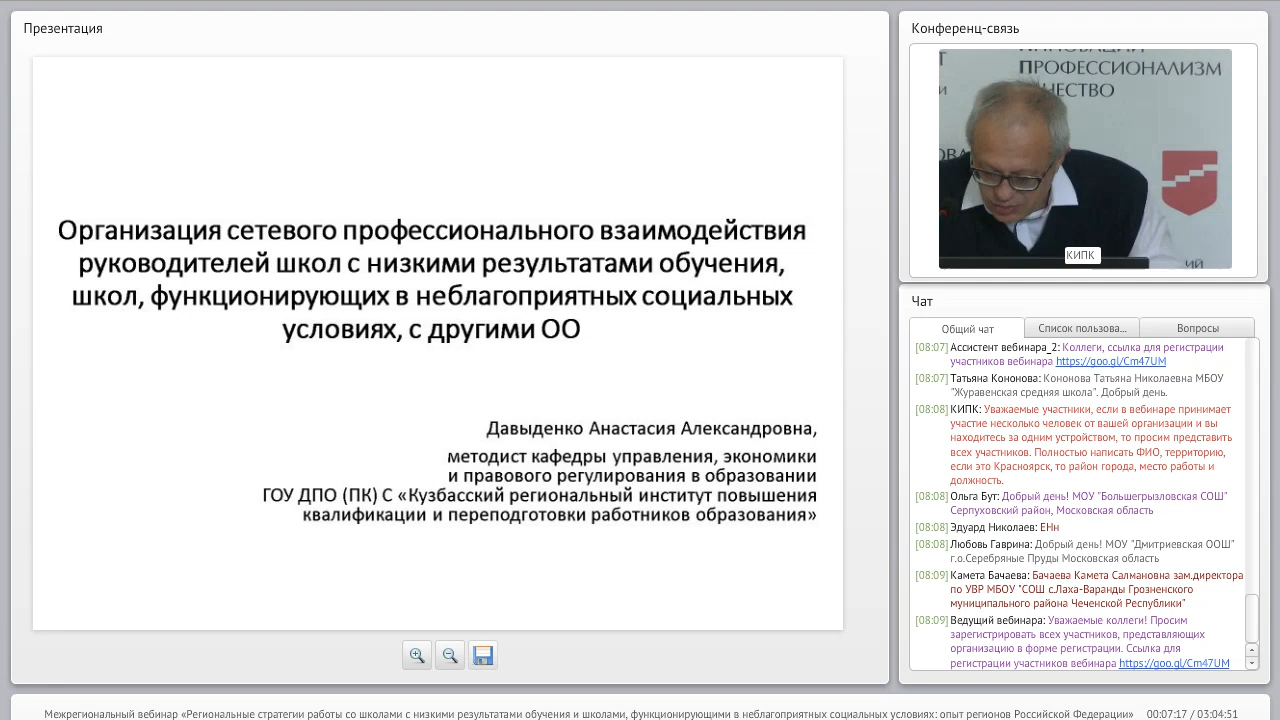 Презентация
Организация сетевого профессионального взаимодействия
руководителей школ с низкими результатами обучения,
школ, функционирующих в неблагоприятных социальных
условиях, с другими ОО
Давыденко Анастасия Александровна,
методист кафедры управления, экономики
и правового регулирования в образовании
ГОУ ДПО (ПК) С «Кузбасский региональный институт повышения
квалификации и переподготовки работников образования»
Конференц-связь
ПРОФЕССИОНАЛИЗМ
КИПК
Чат
Общий чат
Список пользова...
Вопросы
[08:07] Ассистент вебинара_2: Коллеги, ссылка для регистрации
участников вебинара https://goo.gl/Cm47UM
[08:07] Татьяна Кононова: Кононова Татьяна Николаевна МБОУ
"Журавенская средняя школа". Добрый день.
[08:08] КИПК: Уважаемые участники, если в вебинаре принимает
участие несколько человек от вашей организации и вы
находитесь за одним устройством, то просим представить
всех участников. Полностью написать ФИО, территорию,
если это Красноярск, то район города, место работы и
должность.
[08:08] Ольга Бут: Добрый день! МОУ "Большегрызловская СОШ"
Серпуховский район, Московская область
[08:08] Эдуард Николаев: ЕНн
[08:08] Любовь Гаврина: Добрый день! МОУ "Дмитриевская ООШ"
г.о.Серебряные Пруды Московская область
[08:09] Камета Бачаева: Бачаева Камета Салмановна зам.директора
по УВР МБОУ "СОШ с.Лаха-Варанды Грозненского
муниципального района Чеченской Республики"
[08:09] Ведущий вебинара: Уважаемые коллеги! Просим
зарегистрировать всех участников, представляющих
организацию в форме регистрации. Ссылка для
регистрации участников вебинара https://goo.gl/Cm47UM
Межрегиональный вебинар «Региональные стратегии работы со школами с низкими результатами обучения и школами, функционирующими в неблагоприятных социальных условиях: опыт регионов Российской Федерации» 00:07:17 / 03:04:51